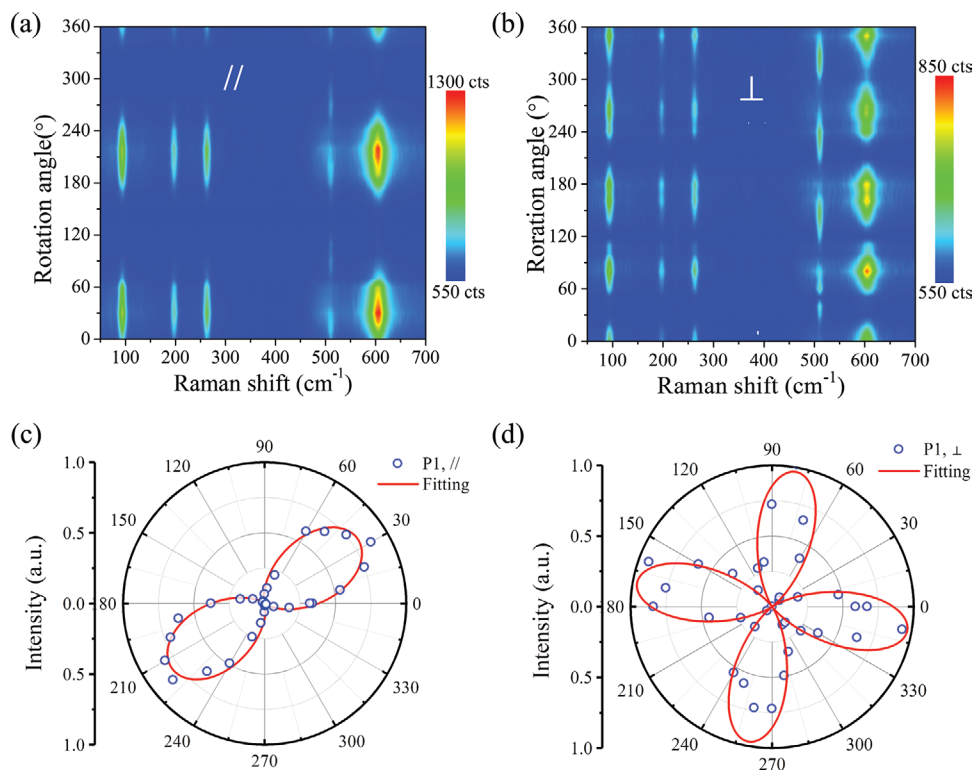 (a)
360
300
240
180
120
60
0
Rotation angle(°)
//
1300 cts
550 cts
100 200 300 400 500 600 700
Raman shift (cm⁻¹)
(b)
360
300
240
180
120
60
0
Roration angle(°)
⊥
850 cts
550 cts
100 200 300 400 500 600 700
Raman shift (cm⁻¹)
(c)
1.0
0.5
0.0
0.5
1.0
Intensity (a.u.)
90
120
60
150
30
80
0
210
330
240
300
270
P1, //
Fitting
(d)
1.0
0.5
0.0
0.5
1.0
Intensity (a.u.)
90
120
60
150
30
80
0
210
330
240
300
270
P1, ⊥
Fitting